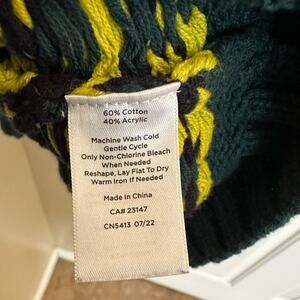 60% Cotton
40% Acrylic
Machine Wash Cold
Gentle Cycle
Only Non-Chlorine Bleach
When Needed
Reshape, Lay Flat To Dry
Warm Iron If Needed
Made in China
CA# 23147
CN5413 07/22